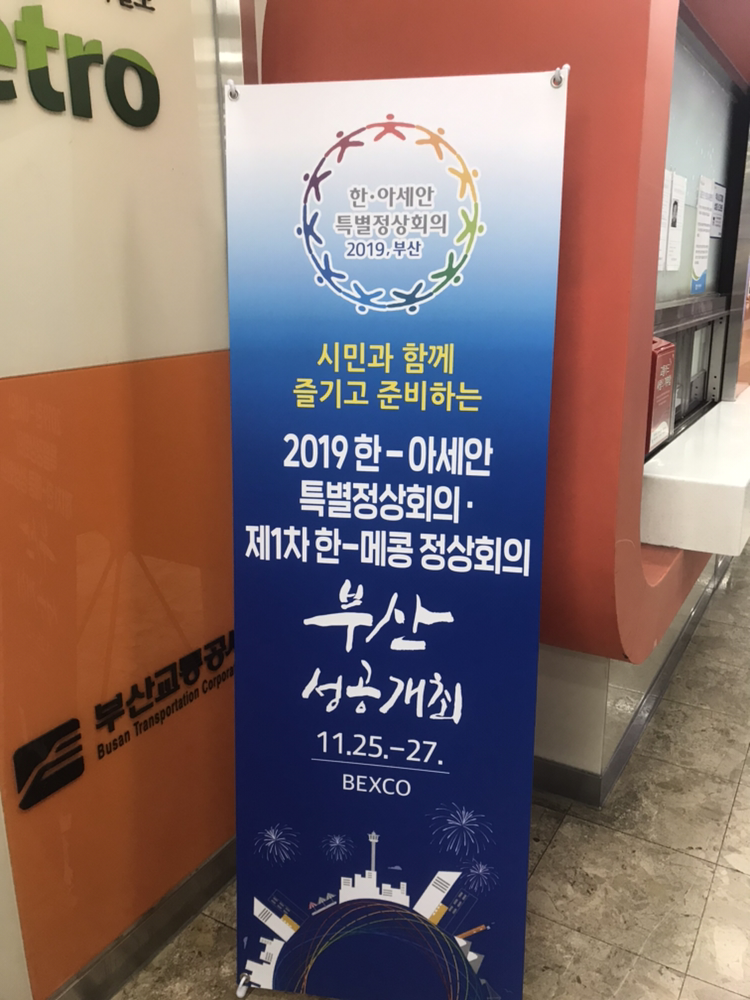 etro
한·아세안
특별정상회의
2019, 부산
시민과 함께
즐기고 준비하는
2019 한-아세안
특별정상회의·
제1차 한-메콩 정상회의
부산
성공개최
11.25.-27.
BEXCO
부산교통공사
Busan Transportation Corpora